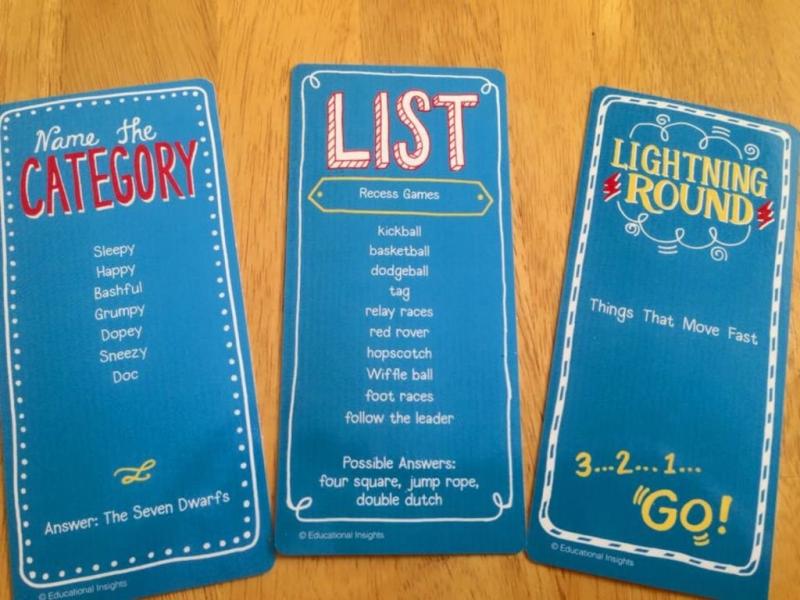 Name the
CATEGORY
Sleepy
Happy
Bashful
Grumpy
Dopey
Sneezy
Doc
Answer: The Seven Dwarfs
© Educational Insights
LIST
Recess Games
kickball
basketball
dodgeball
tag
relay races
red rover
hopscotch
Wiffle ball
foot races
follow the leader
Possible Answers:
four square, jump rope,
double dutch
© Educational Insights
LIGHTNING
ROUND
Things That Move Fast
3...2...1...
GO!
© Educational Insights